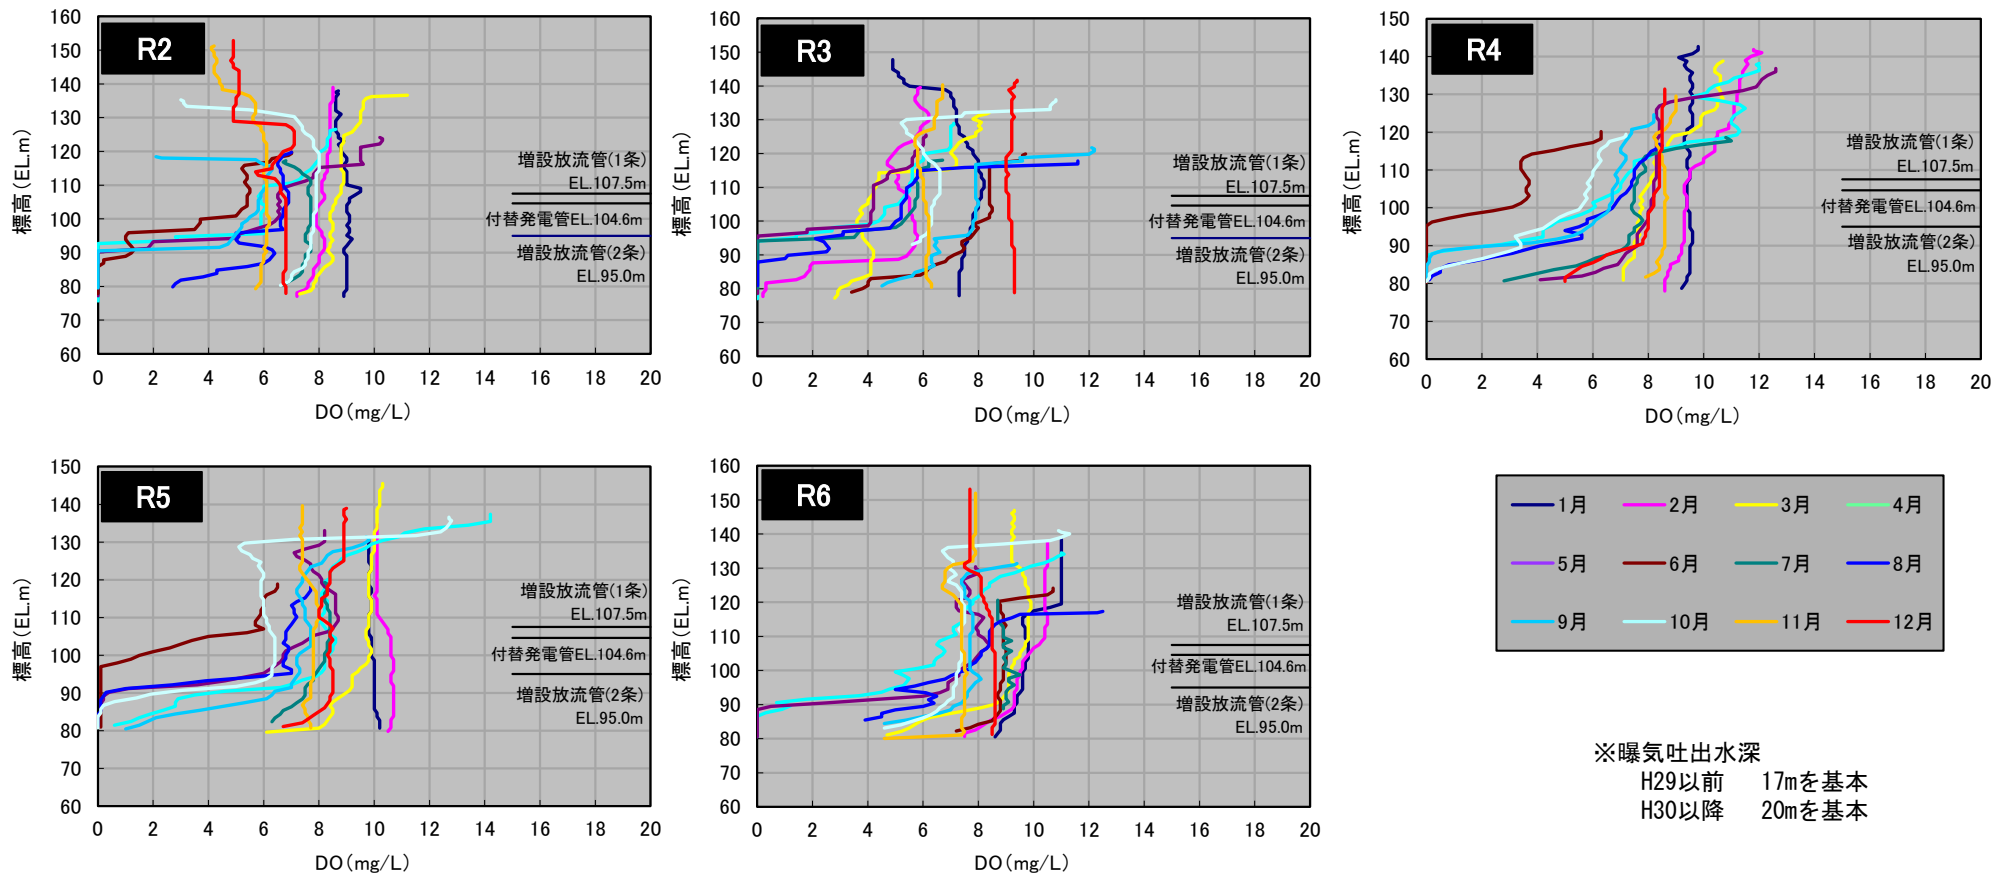 R2
160
150
140
130
120
110
100
90
80
70
60
標高(EL.m)
増設放流管(1条)
EL.107.5m
付替発電管EL.104.6m
増設放流管(2条)
EL.95.0m
0 2 4 6 8 10 12 14 16 18 20
DO(mg/L)
R3
160
150
140
130
120
110
100
90
80
70
60
標高(EL.m)
増設放流管(1条)
EL.107.5m
付替発電管EL.104.6m
増設放流管(2条)
EL.95.0m
0 2 4 6 8 10 12 14 16 18 20
DO(mg/L)
R4
150
140
130
120
110
100
90
80
70
60
標高(EL.m)
増設放流管(1条)
EL.107.5m
付替発電管EL.104.6m
増設放流管(2条)
EL.95.0m
0 2 4 6 8 10 12 14 16 18 20
DO(mg/L)
R5
150
140
130
120
110
100
90
80
70
60
標高(EL.m)
増設放流管(1条)
EL.107.5m
付替発電管EL.104.6m
増設放流管(2条)
EL.95.0m
0 2 4 6 8 10 12 14 16 18 20
DO(mg/L)
R6
160
150
140
130
120
110
100
90
80
70
60
標高(EL.m)
増設放流管(1条)
EL.107.5m
付替発電管EL.104.6m
増設放流管(2条)
EL.95.0m
0 2 4 6 8 10 12 14 16 18 20
DO(mg/L)
1月 2月 3月 4月
5月 6月 7月 8月
9月 10月 11月 12月
※曝気吐出水深
H29以前 17mを基本
H30以降 20mを基本